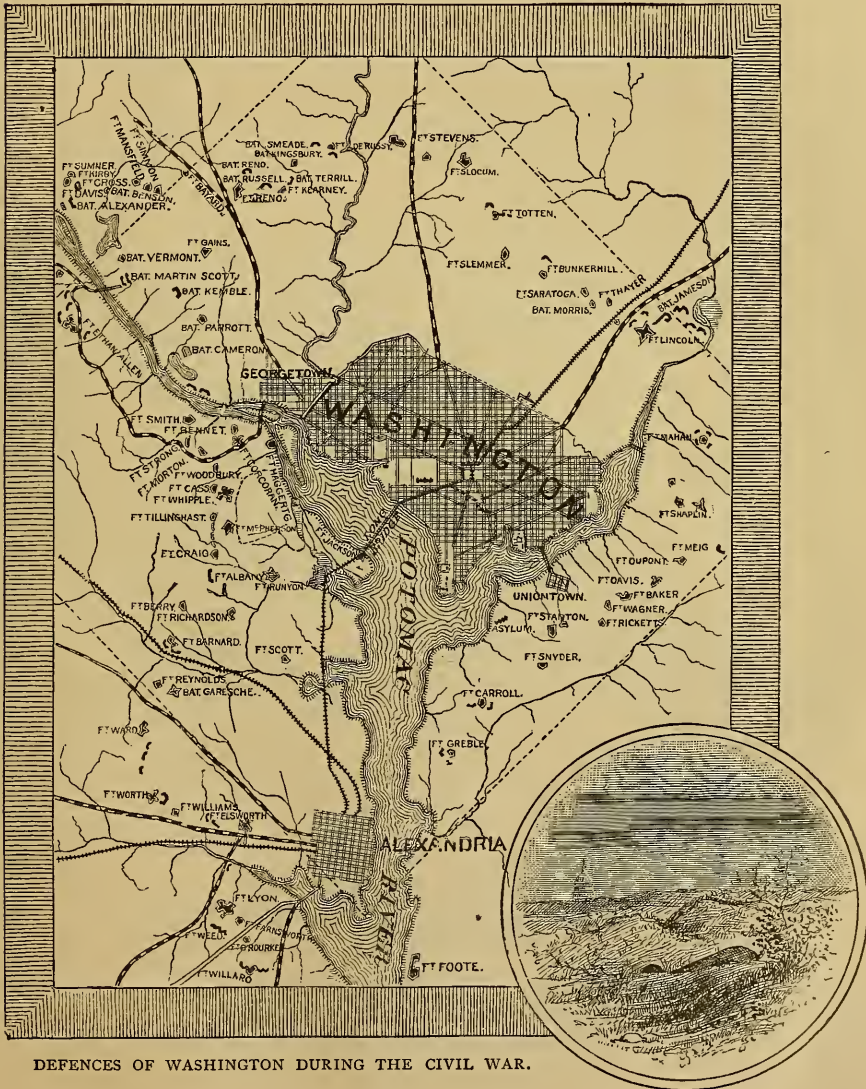 BAT. SMEADE.
BAT. KINGSBURY.
FT DERUSSY.
FT STEVENS.
FT SLOCUM.
FT SIMMON
FT MANSFIELD
FT SUMNER.
FT KIRBY.
FT CROSS.
FT DAVIS
BAT. BENSON.
BAT. ALEXANDER.
FT BAYARD.
BAT. RENO.
BAT. RUSSELL.
BAT. TERRILL.
FT KEARNEY.
FT RENO.
FT TOTTEN.
FT GAINS.
BAT. VERMONT.
FT SLEMMER.
FT BUNKERHILL.
BAT. MARTIN SCOTT.
BAT. KEMBLE.
FT SARATOGA.
FT THAYER
BAT. MORRIS.
BAT. JAMESON
FT LINCOLN.
FT ETHAN ALLEN
BAT. PARROTT.
BAT. CAMERON
GEORGETOWN.
WASHINGTON
FT SMITH.
FT BENNET.
FT STRONG
FT MORTON.
FT CORCORAN.
FT HAGGERTG
FT MAHAN
FT WOODBURY.
FT CASS
FT WHIPPLE.
FT TILLINGHAST.
FT MCPHERSON
FT JACKSON
LONG
BRIDGE
FT SHAPLIN.
FT CRAIG
FT MEIG
FT DUPONT.
FT ALBANY
FT RUNYON.
FT DAVIS.
FT BAKER
UNIONTOWN.
FT WAGNER.
FT BERRY.
FT RICHARDSON
FT STANTON.
FT RICKETTS
ASYLUM.
FT BARNARD.
FT SCOTT.
FT SNYDER.
POTOMAC
FT REYNOLDS
BAT. GARESCHE.
FT CARROLL.
FT WARD
FT GREBLE
FT WORTH
FT WILLIAMS
FT ELSWORTH
ALEXANDRIA
RIVER
FT LYON.
FT WEED.
FT FARNSWORTH
FT O'ROURKE
FT WILLARD
FT FOOTE.
DEFENCES OF WASHINGTON DURING THE CIVIL WAR.